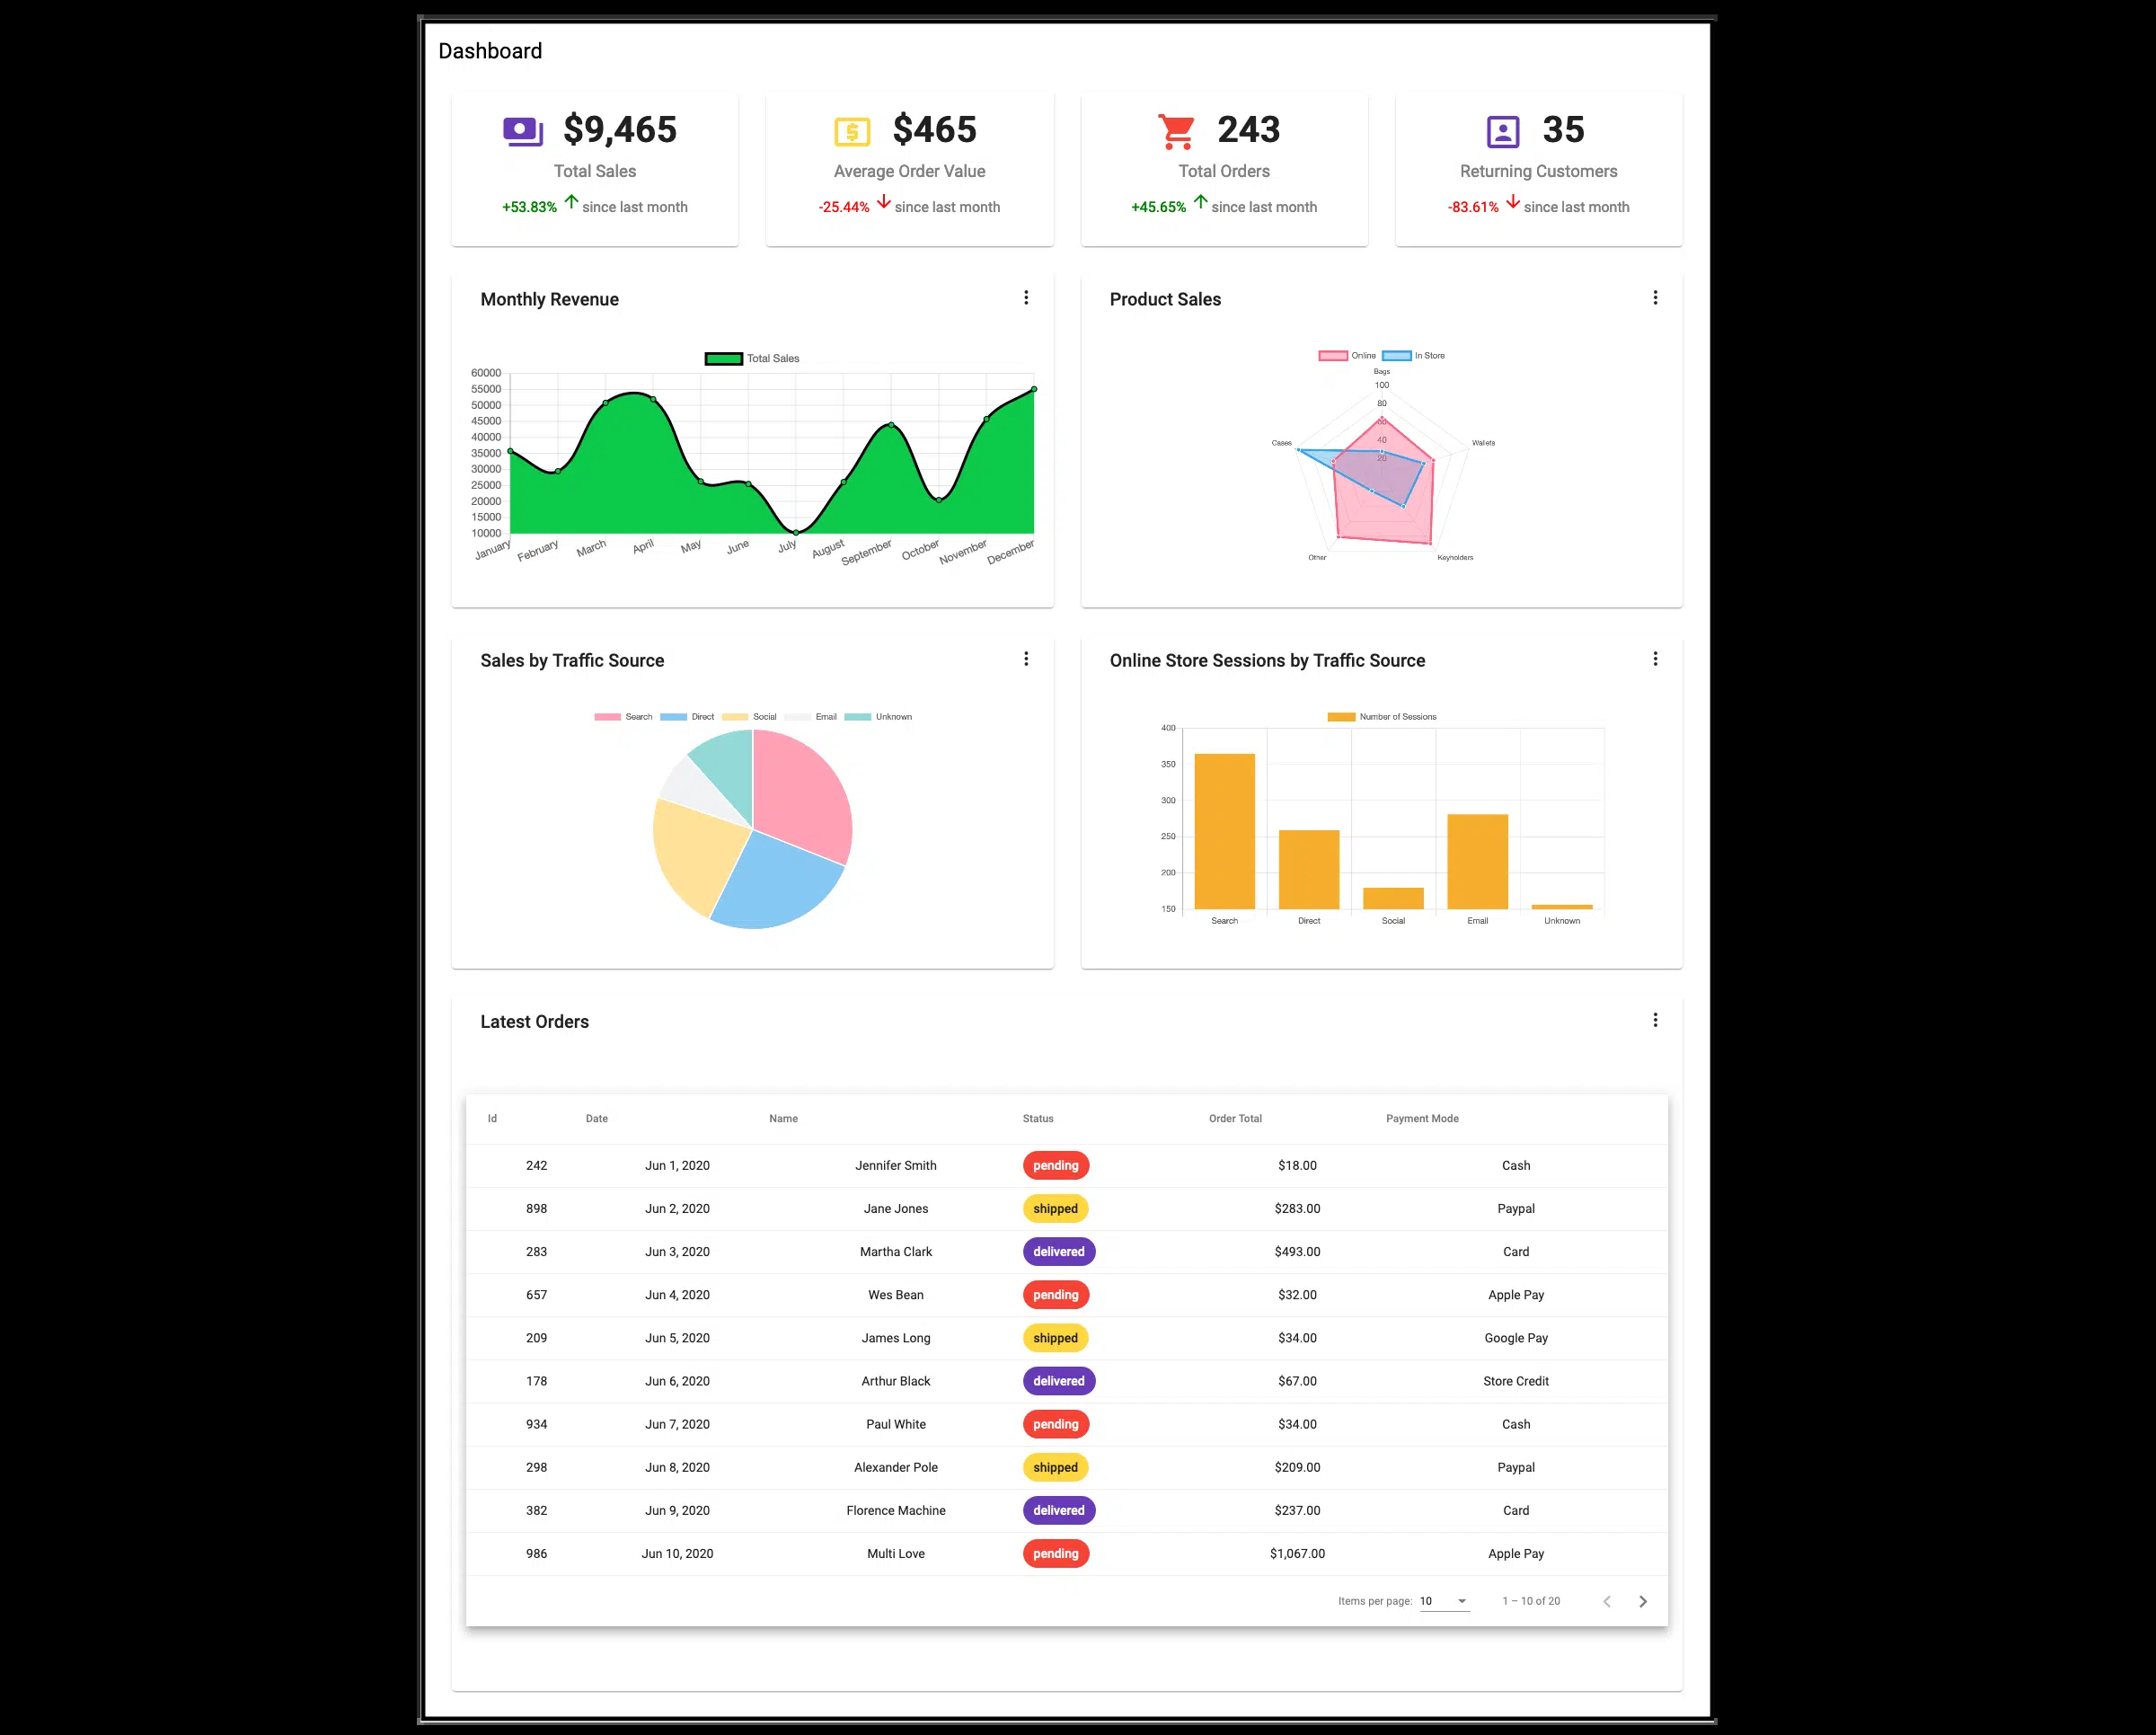 Dashboard
$9,465
Total Sales
+53.83% since last month
$465
Average Order Value
-25.44% since last month
243
Total Orders
+45.65% since last month
35
Returning Customers
-83.61% since last month
Monthly Revenue
Total Sales
60000
55000
50000
45000
40000
35000
30000
25000
20000
15000
10000
January February March April May June July August September October November December
Product Sales
Online In Store
Bags
100
80
60
40
20
Cases
Wallets
Other
Keyholders
Sales by Traffic Source
Search Direct Social Email Unknown
Online Store Sessions by Traffic Source
Number of Sessions
400
350
300
250
200
150
Search Direct Social Email Unknown
Latest Orders
Id Date Name Status Order Total Payment Mode
242 Jun 1, 2020 Jennifer Smith pending $18.00 Cash
898 Jun 2, 2020 Jane Jones shipped $283.00 Paypal
283 Jun 3, 2020 Martha Clark delivered $493.00 Card
657 Jun 4, 2020 Wes Bean pending $32.00 Apple Pay
209 Jun 5, 2020 James Long shipped $34.00 Google Pay
178 Jun 6, 2020 Arthur Black delivered $67.00 Store Credit
934 Jun 7, 2020 Paul White pending $34.00 Cash
298 Jun 8, 2020 Alexander Pole shipped $209.00 Paypal
382 Jun 9, 2020 Florence Machine delivered $237.00 Card
986 Jun 10, 2020 Multi Love pending $1,067.00 Apple Pay
Items per page: 10 1 – 10 of 20